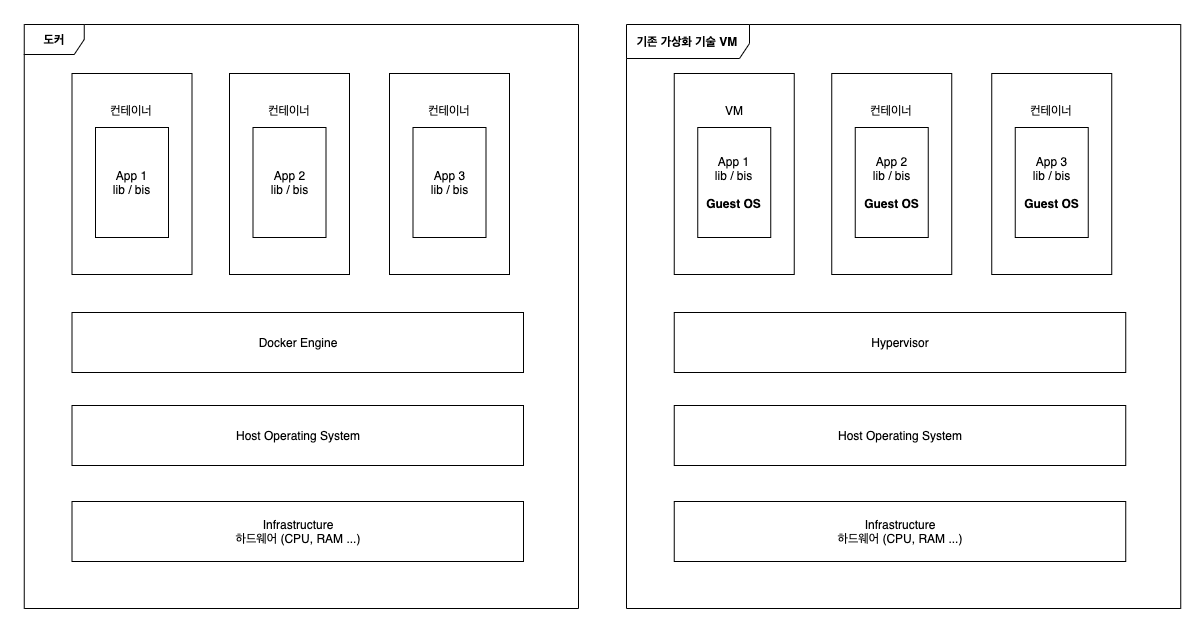 도커
컨테이너
App 1
lib / bis
컨테이너
App 2
lib / bis
컨테이너
App 3
lib / bis
Docker Engine
Host Operating System
Infrastructure
하드웨어 (CPU, RAM ...)
기존 가상화 기술 VM
VM
App 1
lib / bis
Guest OS
컨테이너
App 2
lib / bis
Guest OS
컨테이너
App 3
lib / bis
Guest OS
Hypervisor
Host Operating System
Infrastructure
하드웨어 (CPU, RAM ...)